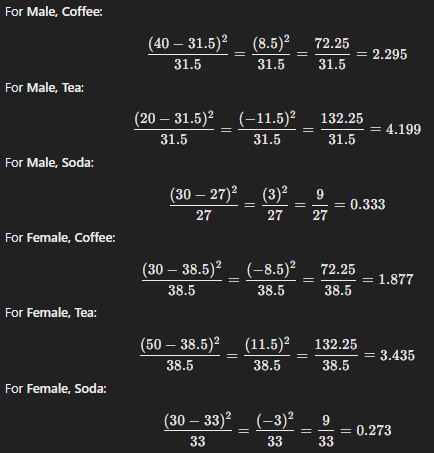 For Male, Coffee:
(40 − 31.5)² / 31.5 = (8.5)² / 31.5 = 72.25 / 31.5 = 2.295
For Male, Tea:
(20 − 31.5)² / 31.5 = (−11.5)² / 31.5 = 132.25 / 31.5 = 4.199
For Male, Soda:
(30 − 27)² / 27 = (3)² / 27 = 9 / 27 = 0.333
For Female, Coffee:
(30 − 38.5)² / 38.5 = (−8.5)² / 38.5 = 72.25 / 38.5 = 1.877
For Female, Tea:
(50 − 38.5)² / 38.5 = (11.5)² / 38.5 = 132.25 / 38.5 = 3.435
For Female, Soda:
(30 − 33)² / 33 = (−3)² / 33 = 9 / 33 = 0.273